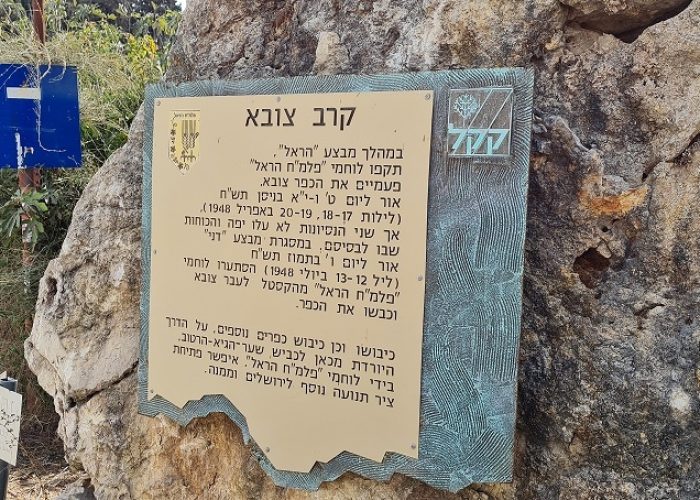 קרב צובא
קקל
במהלך מבצע "הראל",
תקפו לוחמי "פלמ"ח הראל"
פעמיים את הכפר צובא.
אור ליום ט' ו-י"א בניסן תש"ח
(לילות 18-17, 20-19 באפריל 1948),
אך שני הנסיונות לא עלו יפה והכוחות
שבו לבסיסם. במסגרת מבצע "דני"
אור ליום ו' בתמוז תש"ח
(ליל 13-12 ביולי 1948) הסתערו לוחמי
"פלמ"ח הראל" מהקסטל לעבר צובא
וכבשו את הכפר.
כיבושו וכן כיבוש כפרים נוספים, על הדרך
היורדת מכאן לכביש, שער-הגיא-הרטוב,
בידי לוחמי "פלמ"ח הראל", איפשר פתיחת
ציר תנועה נוסף לירושלים וממנה.